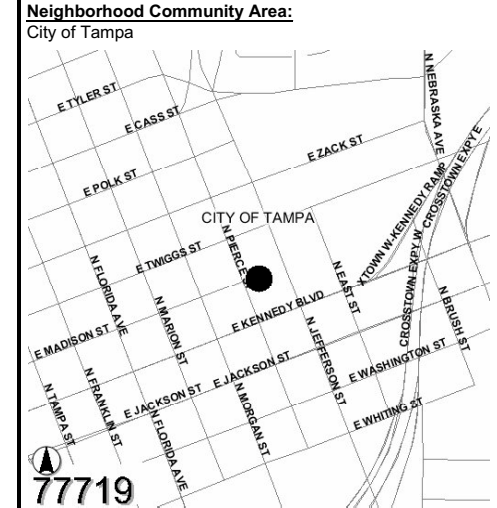 Neighborhood Community Area:
City of Tampa
E TYLER ST
E CASS ST
N NEBRASKA AVE
E ZACK ST
E POLK ST
CITY OF TAMPA
XTOWN W-KENNEDY RAMP
CROSSTOWN EXPY E
N PIERCE S
E TWIGGS ST
N FLORIDA AVE
N EAST ST
CROSSTOWN EXPY W
N MARION ST
E KENNEDY BLVD
N BRUSH ST
E MADISON ST
N JEFFERSON ST
E JACKSON ST
E WASHINGTON ST
N TAMPA ST
N FRANKLIN ST
E JACKSON ST
N MORGAN ST
E WHITING ST
N FLORIDA AVE
77719